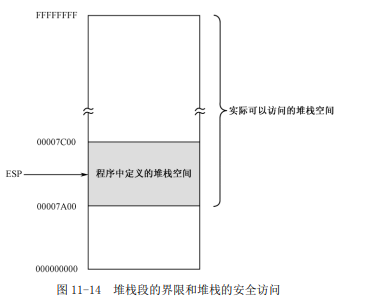 FFFFFFFF
实际可以访问的堆栈空间
00007C00
ESP
程序中定义的堆栈空间
00007A00
000000000
图 11-14 堆栈段的界限和堆栈的安全访问